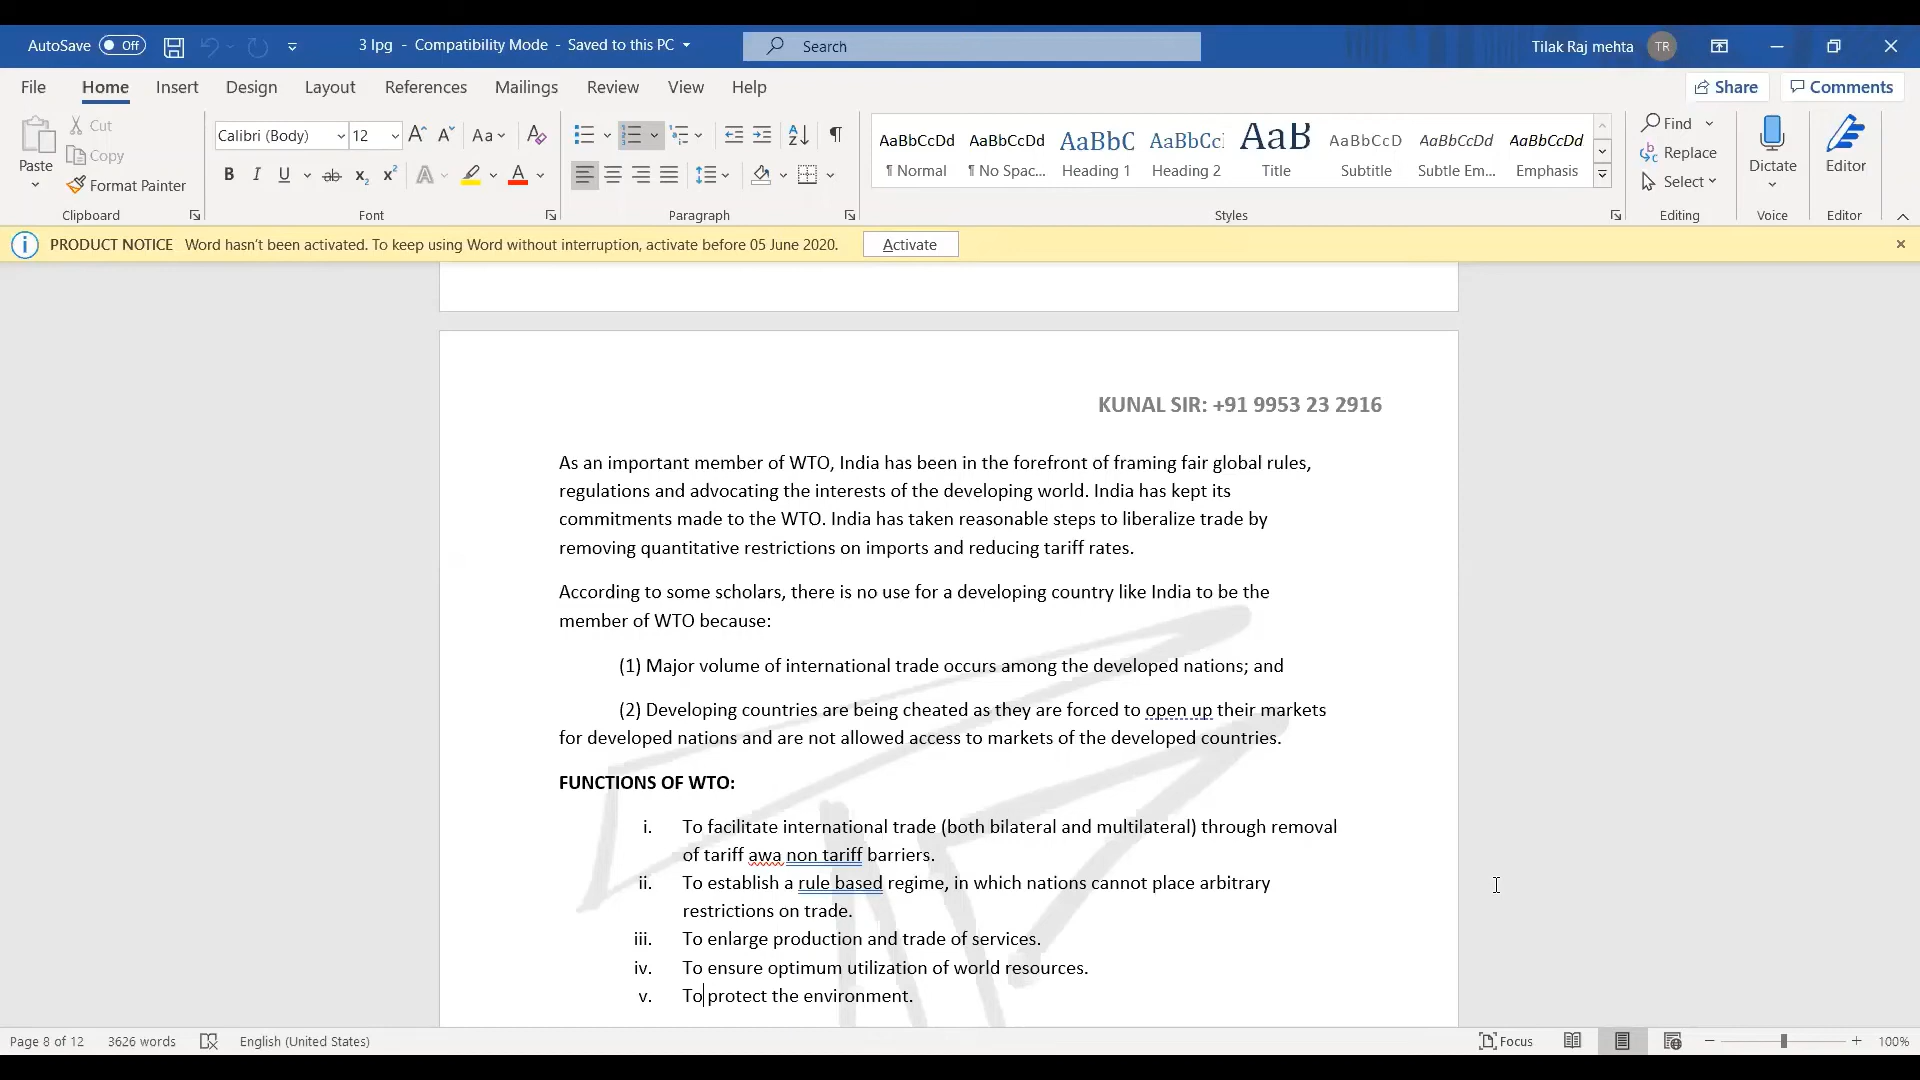 AutoSave Off 3 lpg - Compatibility Mode - Saved to this PC Search Tilak Raj mehta TR
File Home Insert Design Layout References Mailings Review View Help Share Comments
Paste Cut Copy Format Painter Clipboard
Calibri (Body) 12 Aa Font
Paragraph
AaBbCcDd AaBbCcDd AaBbC AaBbCc AaB AaBbCcD AaBbCcDd AaBbCcDd
¶ Normal ¶ No Spac... Heading 1 Heading 2 Title Subtitle Subtle Em... Emphasis
Styles
Find Replace Select Editing
Dictate Voice
Editor Editor
PRODUCT NOTICE Word hasn't been activated. To keep using Word without interruption, activate before 05 June 2020. Activate
KUNAL SIR: +91 9953 23 2916
As an important member of WTO, India has been in the forefront of framing fair global rules,
regulations and advocating the interests of the developing world. India has kept its
commitments made to the WTO. India has taken reasonable steps to liberalize trade by
removing quantitative restrictions on imports and reducing tariff rates.
According to some scholars, there is no use for a developing country like India to be the
member of WTO because:
(1) Major volume of international trade occurs among the developed nations; and
(2) Developing countries are being cheated as they are forced to open up their markets
for developed nations and are not allowed access to markets of the developed countries.
FUNCTIONS OF WTO:
i. To facilitate international trade (both bilateral and multilateral) through removal
of tariff awa non tariff barriers.
ii. To establish a rule based regime, in which nations cannot place arbitrary
restrictions on trade.
iii. To enlarge production and trade of services.
iv. To ensure optimum utilization of world resources.
v. To protect the environment.
Page 8 of 12 3626 words English (United States) Focus 100%